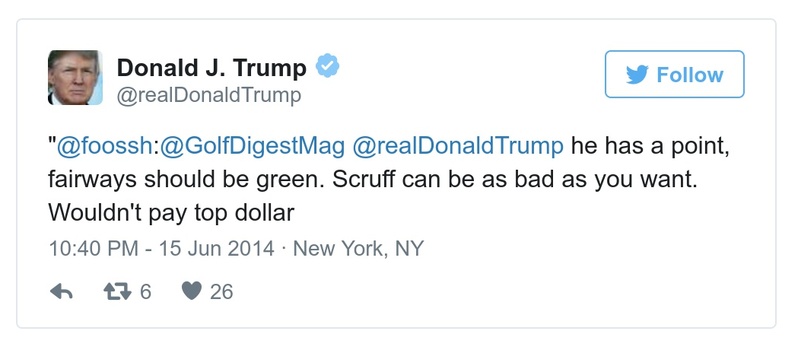 Donald J. Trump
@realDonaldTrump
Follow
"@foossh:@GolfDigestMag @realDonaldTrump he has a point,
fairways should be green. Scruff can be as bad as you want.
Wouldn't pay top dollar
10:40 PM - 15 Jun 2014 · New York, NY
6 26